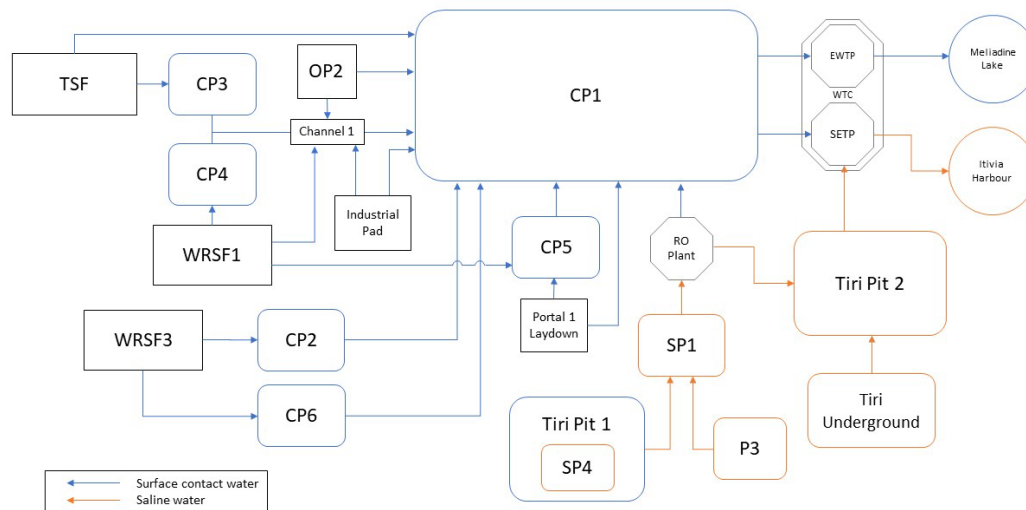 TSF
CP3
OP2
CP1
EWTP
WTC
SETP
Meliadine
Lake
Channel 1
Itivia
Harbour
CP4
Industrial
Pad
WRSF1
CP5
RO
Plant
Tiri Pit 2
Portal 1
Laydown
WRSF3
CP2
SP1
CP6
Tiri Pit 1
SP4
P3
Tiri
Underground
Surface contact water
Saline water